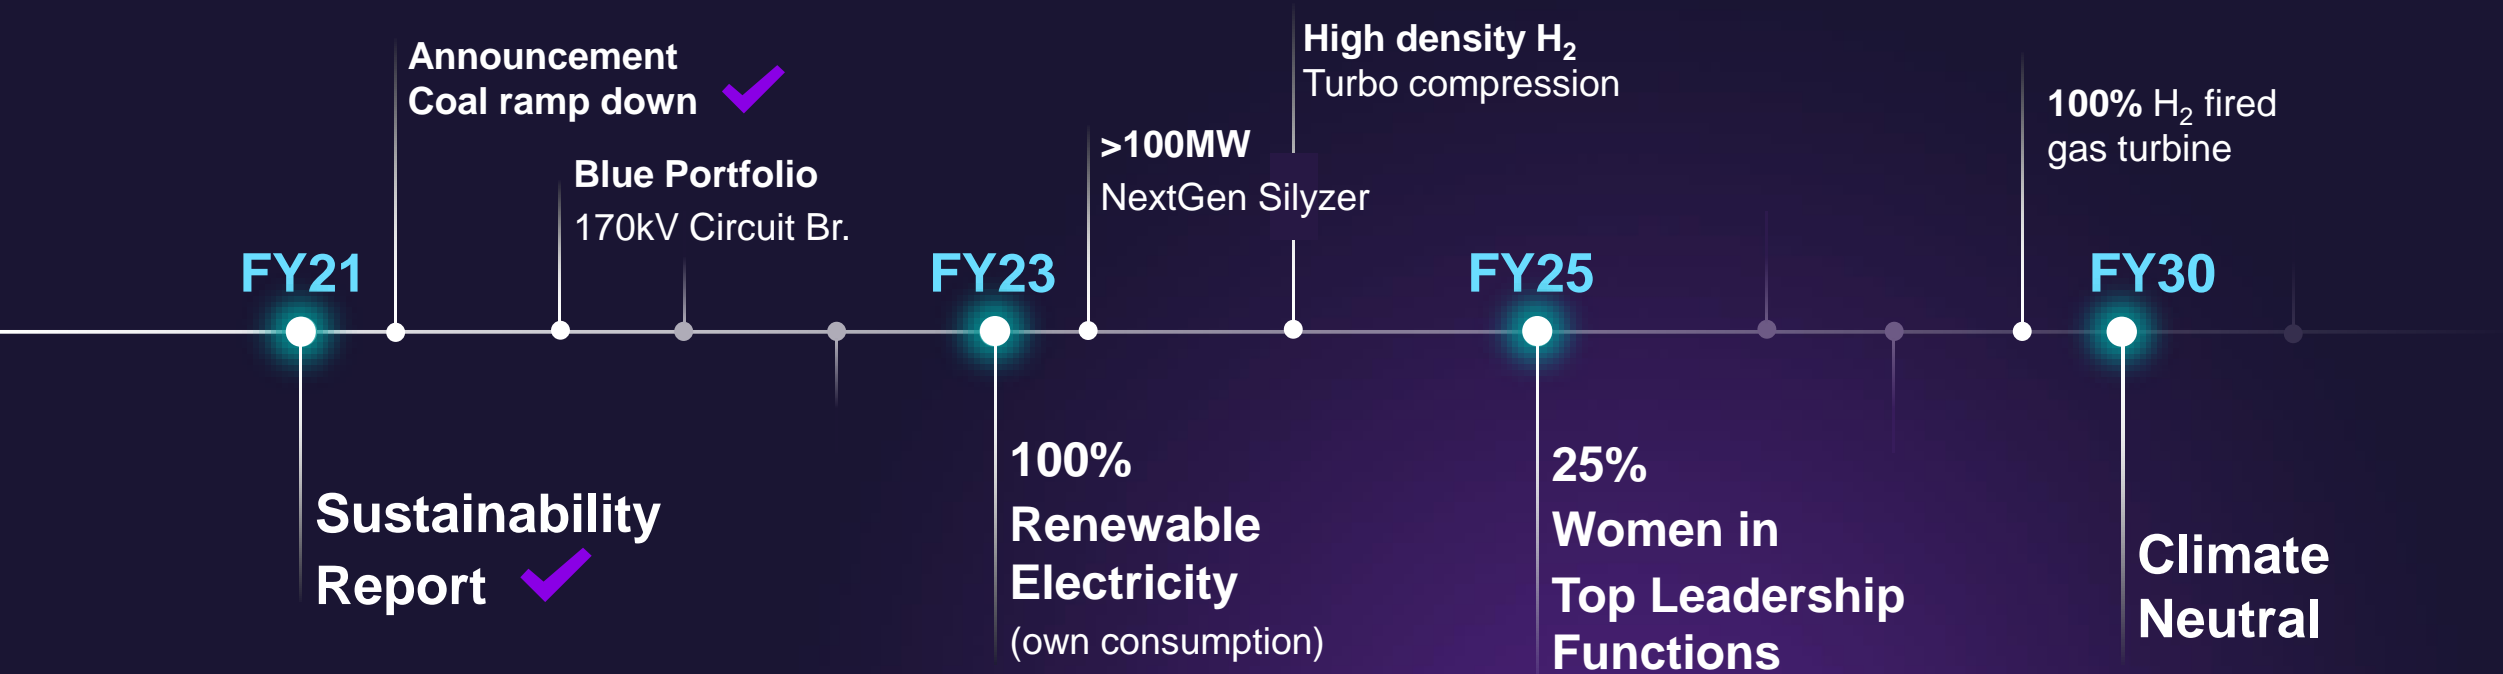 Announcement
Coal ramp down
Blue Portfolio
170kV Circuit Br.
>100MW
NextGen Silyzer
High density H₂
Turbo compression
100% H₂ fired
gas turbine
FY21
FY23
FY25
FY30
Sustainability
Report
100%
Renewable
Electricity
(own consumption)
25%
Women in
Top Leadership
Functions
Climate
Neutral